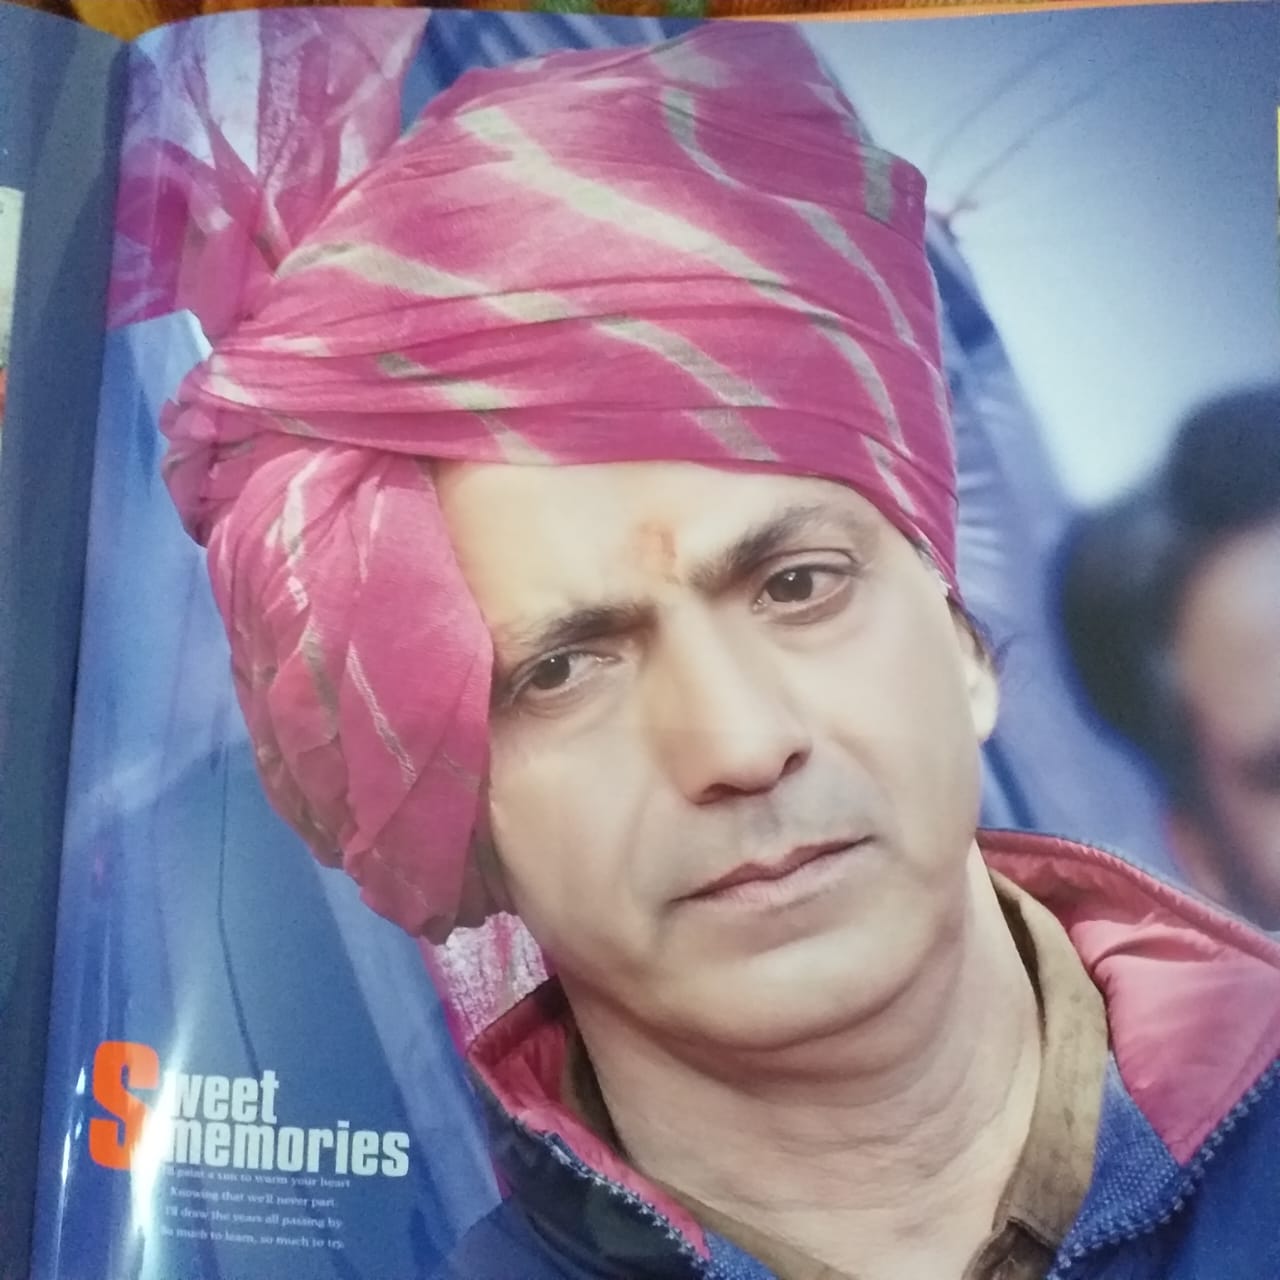 Sweet
memories
I'll paint a sun to warm your heart
Knowing that we'll never part.
I'll draw the years all passing by
So much to learn, so much to try.